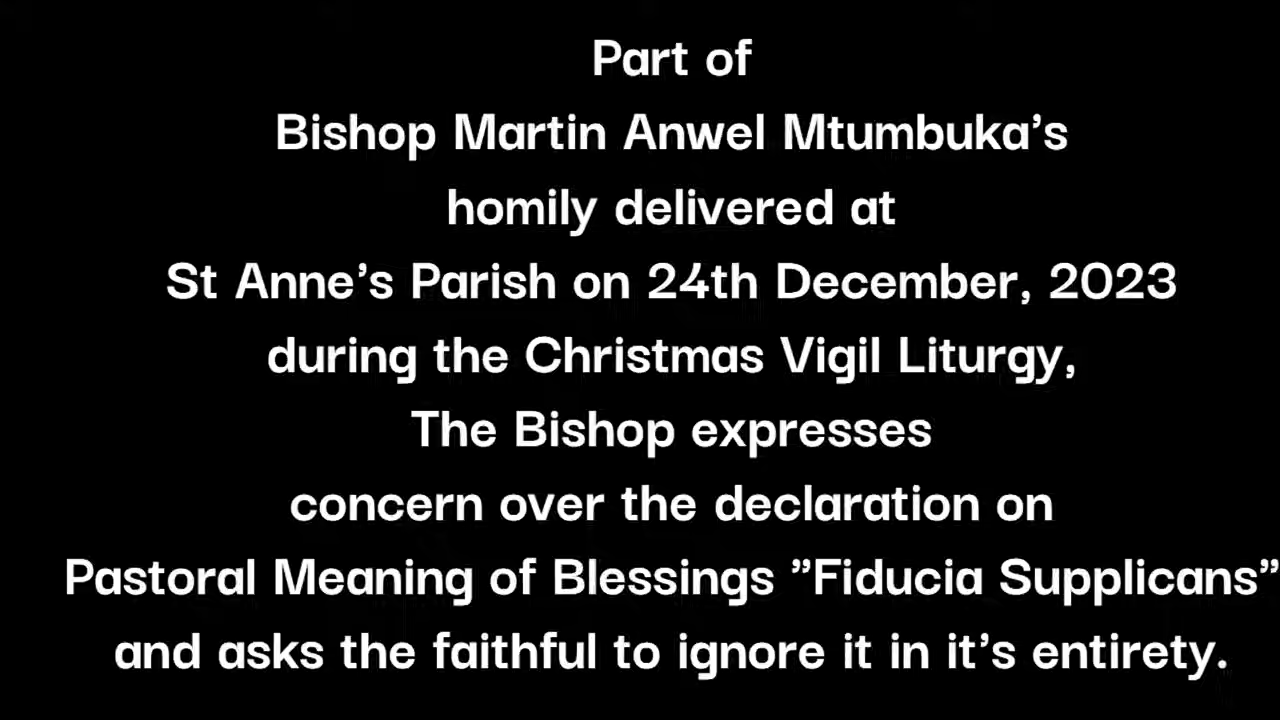 Part of
Bishop Martin Anwel Mtumbuka’s
homily delivered at
St Anne’s Parish on 24th December, 2023
during the Christmas Vigil Liturgy,
The Bishop expresses
concern over the declaration on
Pastoral Meaning of Blessings ”Fiducia Supplicans”
and asks the faithful to ignore it in it’s entirety.